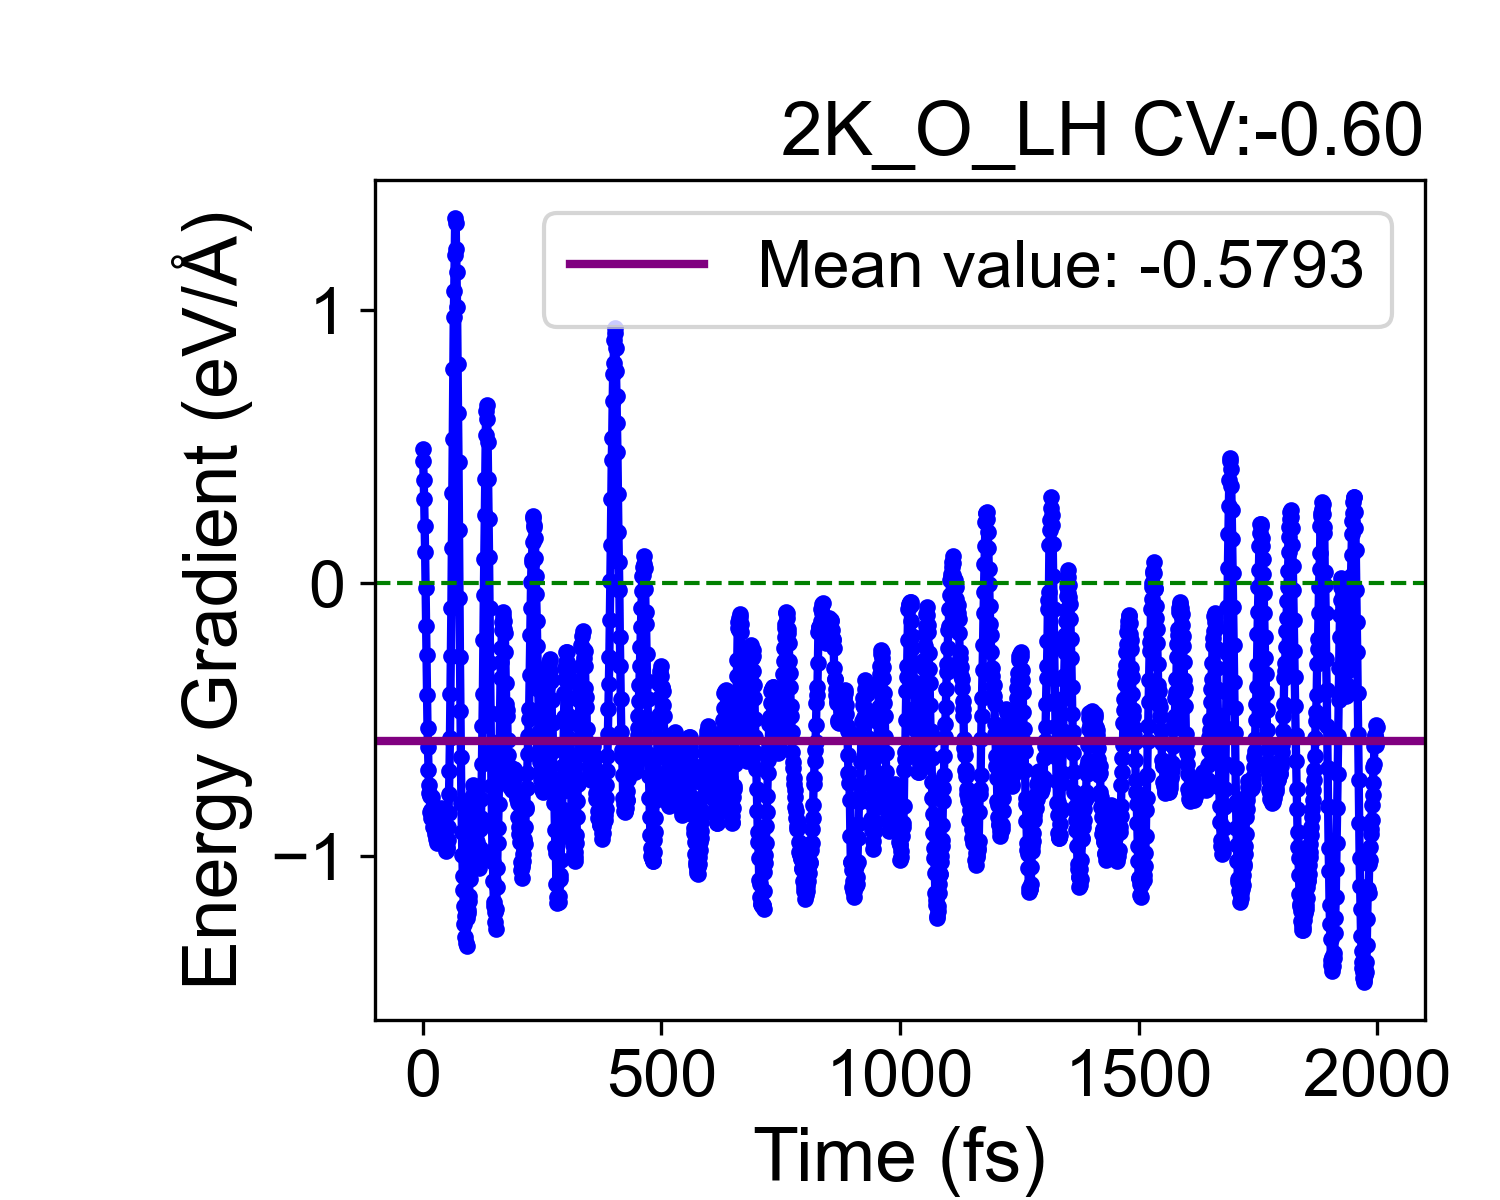 2K_O_LH CV:-0.60
Mean value: -0.5793
Energy Gradient (eV/Å)
1
0
−1
0 500 1000 1500 2000
Time (fs)